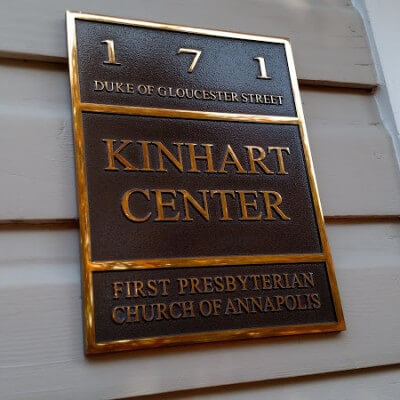 1 7 1
DUKE OF GLOUCESTER STREET
KINHART
CENTER
FIRST PRESBYTERIAN
CHURCH OF ANNAPOLIS